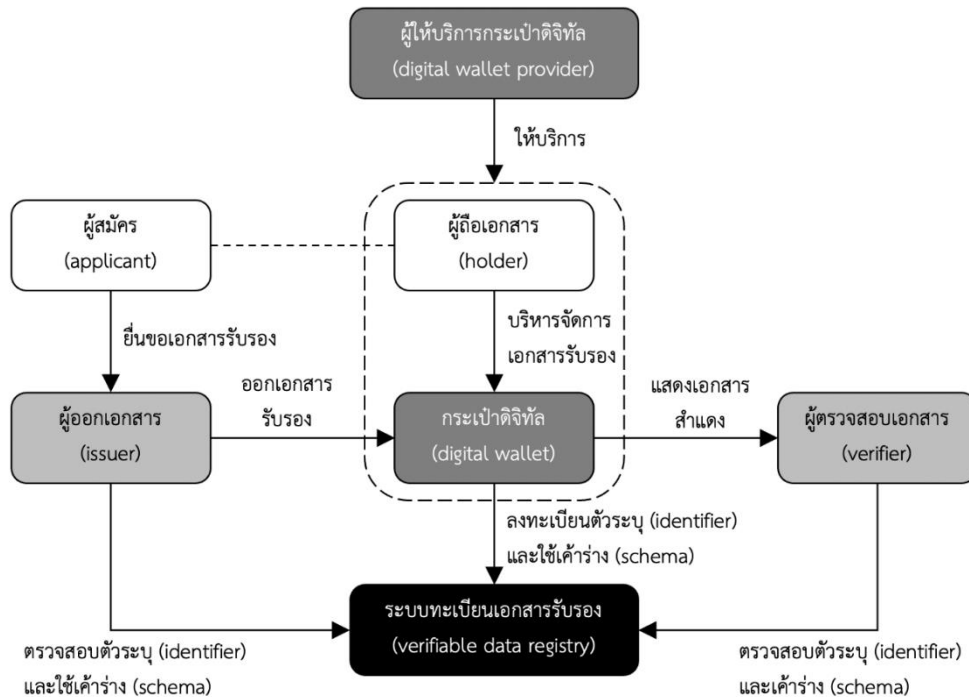 ผู้ให้บริการกระเป๋าดิจิทัล
(digital wallet provider)
ให้บริการ
ผู้สมัคร
(applicant)
ผู้ถือเอกสาร
(holder)
ยื่นขอเอกสารรับรอง
บริหารจัดการ
เอกสารรับรอง
ออกเอกสาร
รับรอง
แสดงเอกสาร
สำแดง
ผู้ออกเอกสาร
(issuer)
กระเป๋าดิจิทัล
(digital wallet)
ผู้ตรวจสอบเอกสาร
(verifier)
ลงทะเบียนตัวระบุ (identifier)
และใช้เค้าร่าง (schema)
ระบบทะเบียนเอกสารรับรอง
(verifiable data registry)
ตรวจสอบตัวระบุ (identifier)
และใช้เค้าร่าง (schema)
ตรวจสอบตัวระบุ (identifier)
และเค้าร่าง (schema)